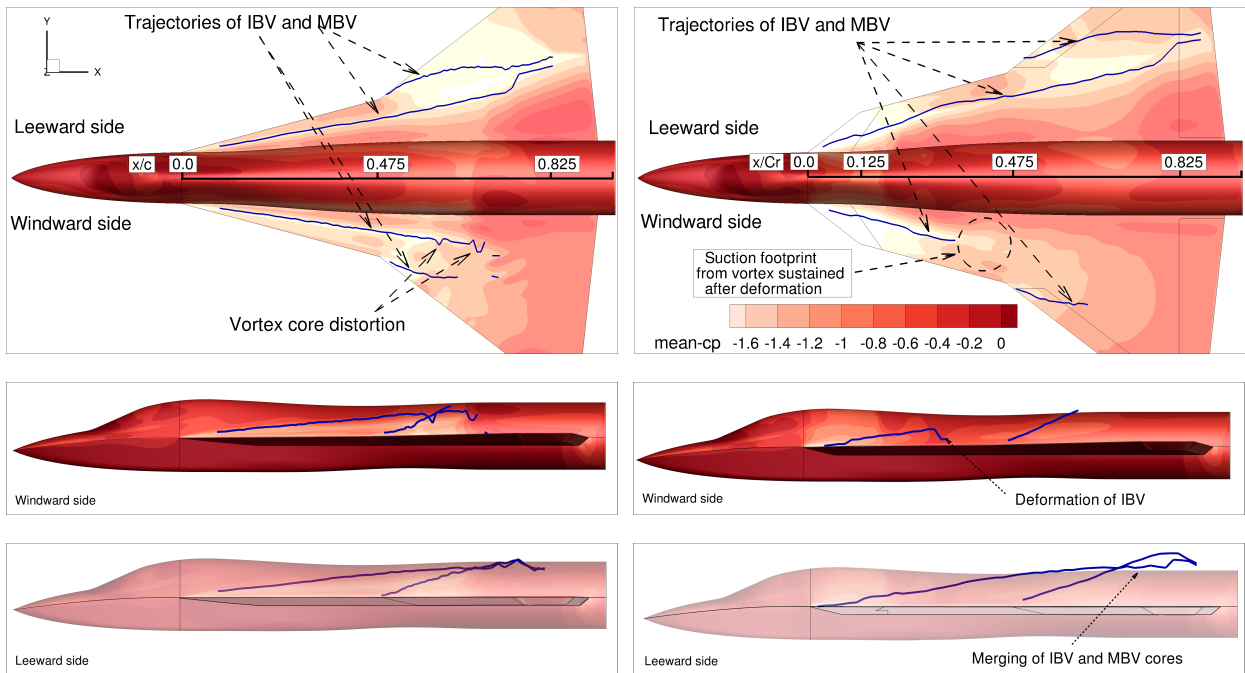 Trajectories of IBV and MBV
Y
Z
X
Leeward side
x/c
0.0
0.475
0.825
Windward side
Vortex core distortion
Trajectories of IBV and MBV
Leeward side
x/Cr
0.0
0.125
0.475
0.825
Windward side
Suction footprint
from vortex sustained
after deformation
mean-cp
-1.6 -1.4 -1.2 -1 -0.8 -0.6 -0.4 -0.2 0
Windward side
Deformation of IBV
Windward side
Leeward side
Merging of IBV and MBV cores
Leeward side